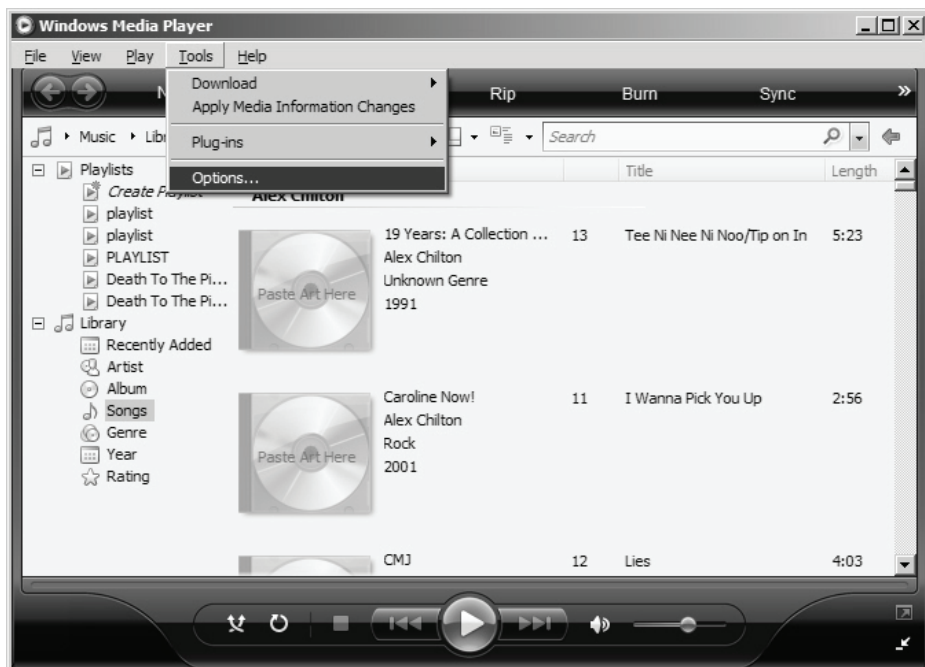 Windows Media Player
File View Play Tools Help
Download
Apply Media Information Changes
Plug-ins
Options...
N
Rip
Burn
Sync
»
Music
Search
Title
Length
Playlists
Create
playlist
playlist
PLAYLIST
Death To The Pi...
Death To The Pi...
Library
Recently Added
Artist
Album
Songs
Genre
Year
Rating
Alex Chilton
Paste Art Here
19 Years: A Collection ... 13 Tee Ni Nee Ni Noo/Tip on In 5:23
Alex Chilton
Unknown Genre
1991
Paste Art Here
Caroline Now! 11 I Wanna Pick You Up 2:56
Alex Chilton
Rock
2001
CMJ 12 Lies 4:03